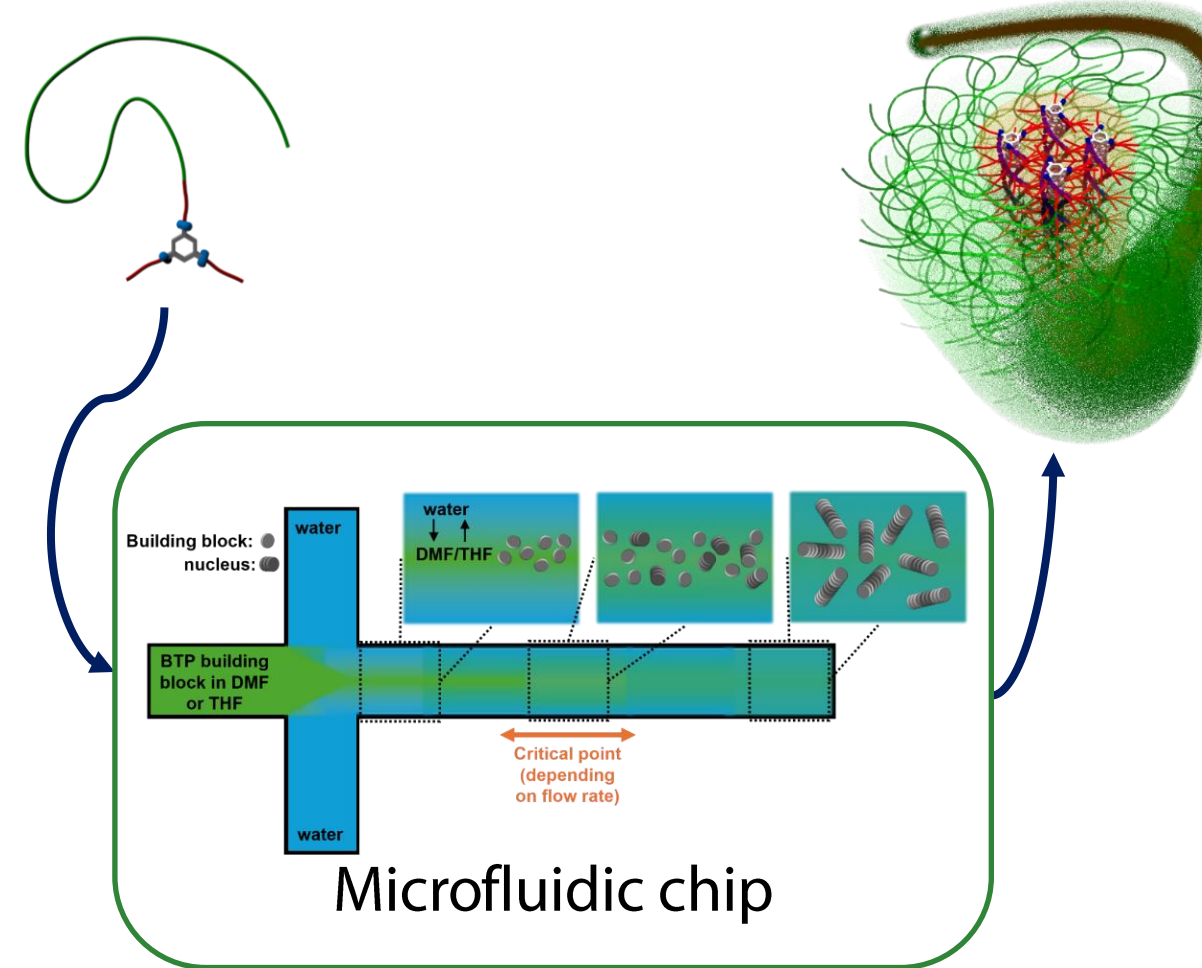 water
DMF/THF
Building block:
nucleus:
water
BTP building
block in DMF
or THF
Critical point
(depending
on flow rate)
water
Microfluidic chip